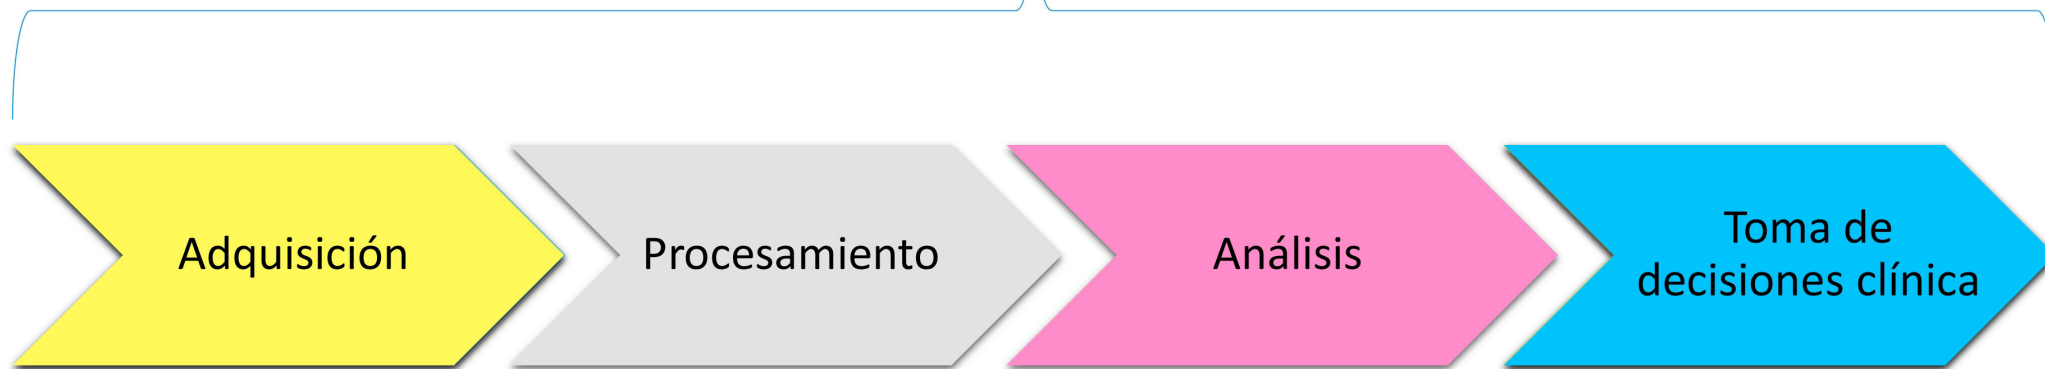 Adquisición
Procesamiento
Análisis
Toma de
decisiones clínica